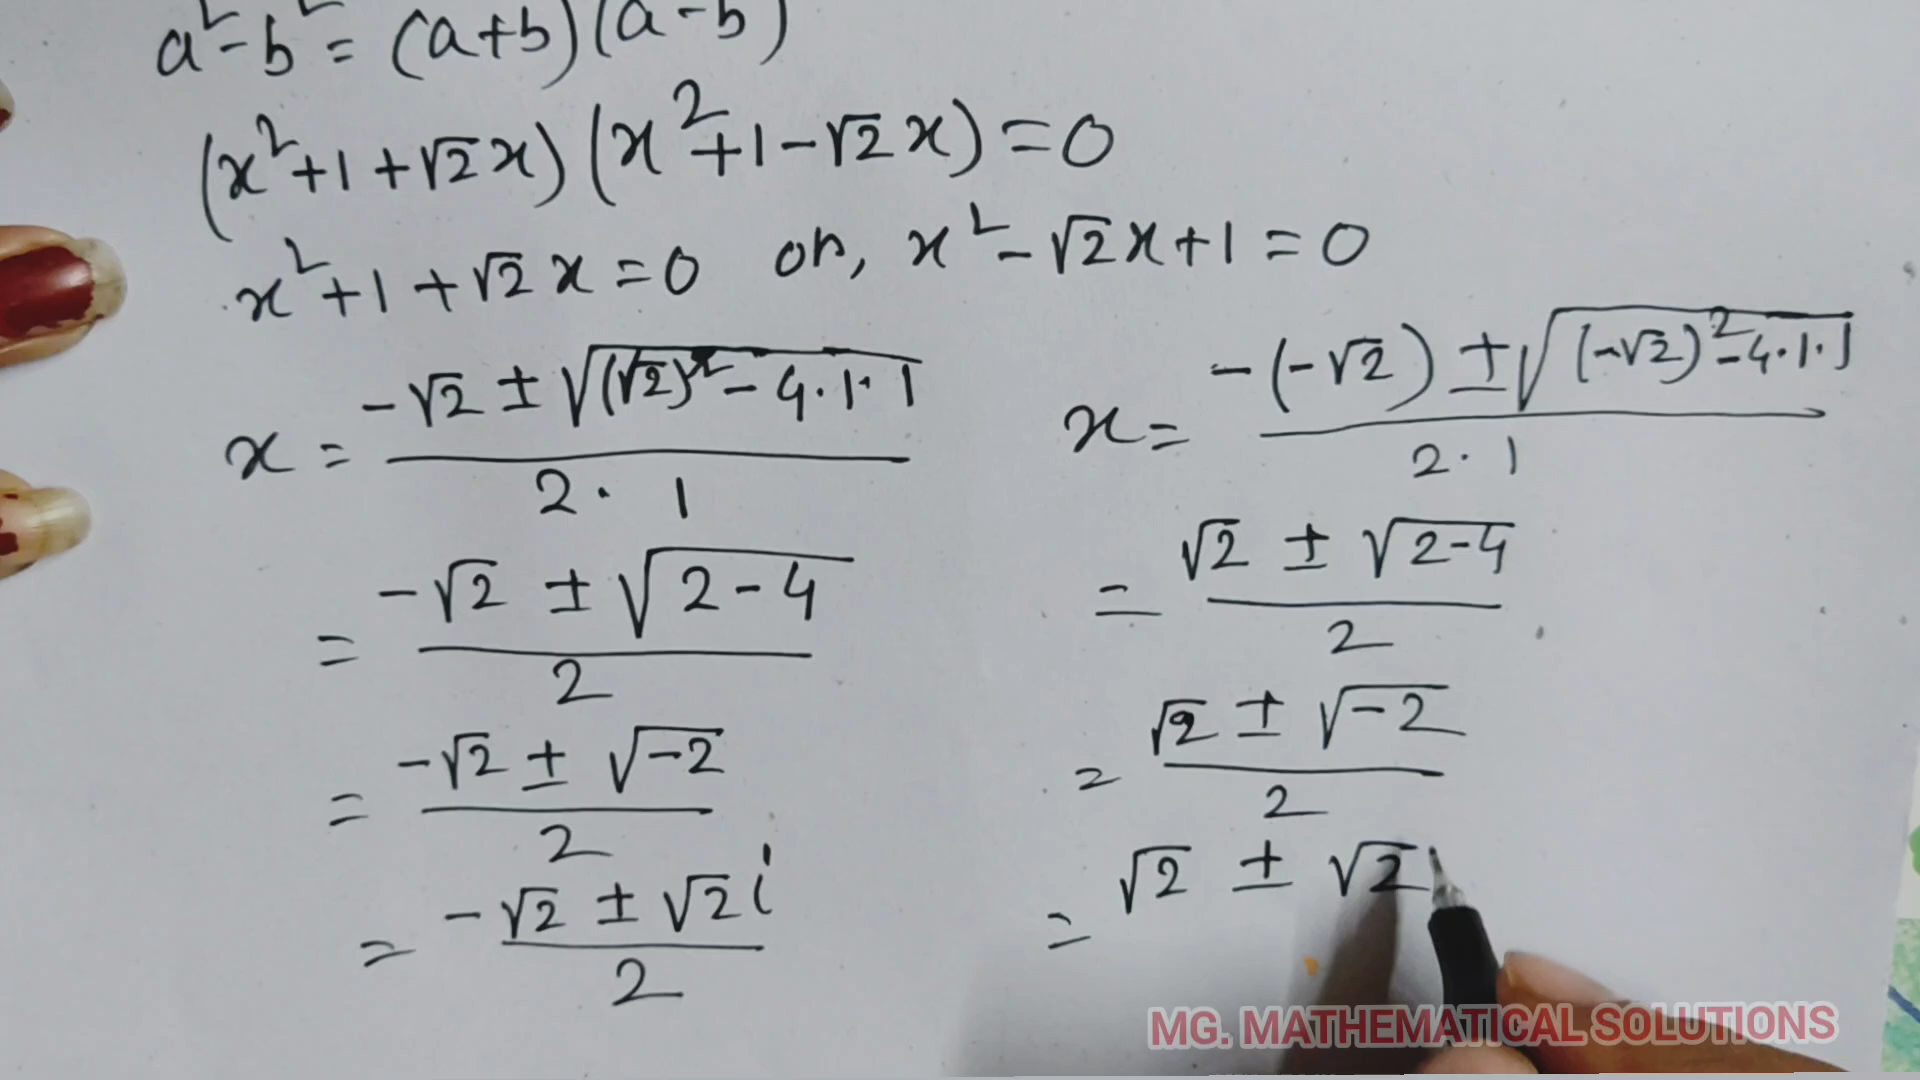 a² - b² = (a+b)(a-b)
(x²+1+√2x)(x²+1-√2x)=0
x²+1+√2x=0 or, x²-√2x+1=0
x = (-√2 ± √((√2)²-4·1·1))/(2·1)
x = (-(-√2) ± √((-√2)²-4·1·1))/(2·1)
= (-√2 ± √(2-4))/2
= (√2 ± √(2-4))/2
= (-√2 ± √-2)/2
= (√2 ± √-2)/2
= (-√2 ± √2i)/2
= √2 ± √2
MG. MATHEMATICAL SOLUTIONS